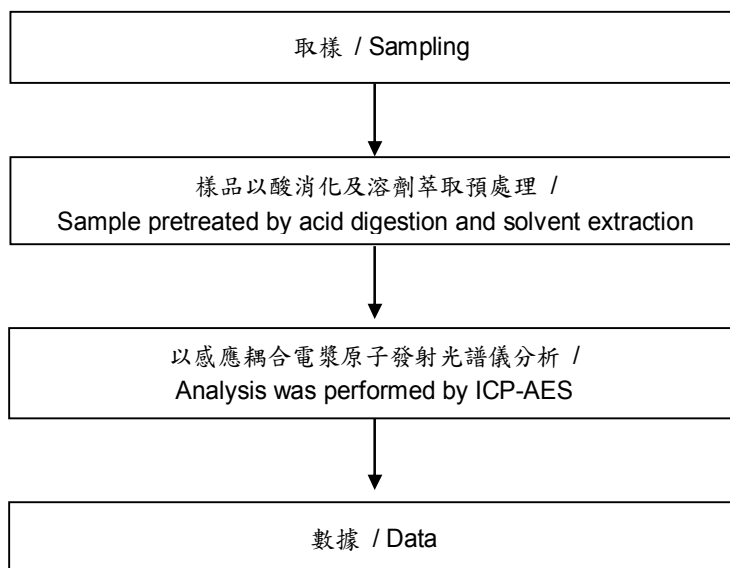 取樣 / Sampling
樣品以酸消化及溶劑萃取預處理 /
Sample pretreated by acid digestion and solvent extraction
以感應耦合電漿原子發射光譜儀分析 /
Analysis was performed by ICP-AES
數據 / Data